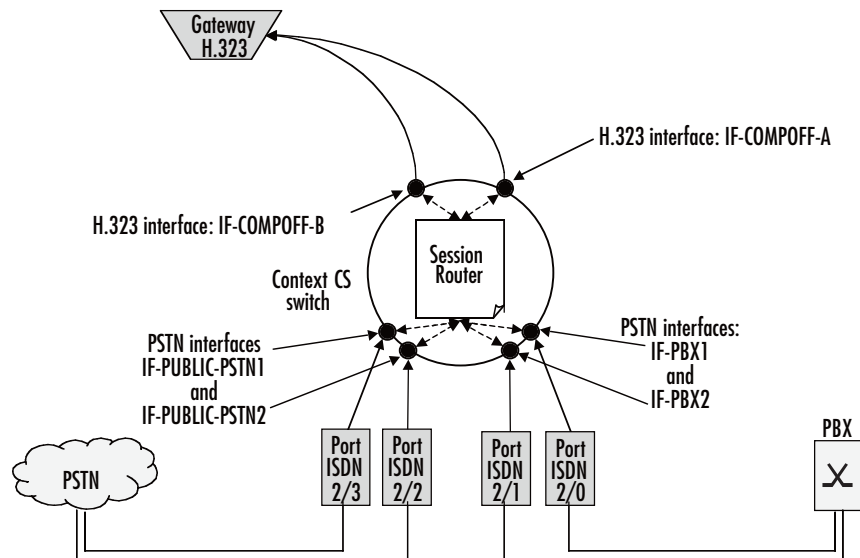 Gateway
H.323
H.323 interface: IF-COMPOFF-A
H.323 interface: IF-COMPOFF-B
Session
Router
Context CS
switch
PSTN interfaces
IF-PUBLIC-PSTN1
and
IF-PUBLIC-PSTN2
PSTN interfaces:
IF-PBX1
and
IF-PBX2
PSTN
Port
ISDN
2/3
Port
ISDN
2/2
Port
ISDN
2/1
Port
ISDN
2/0
PBX